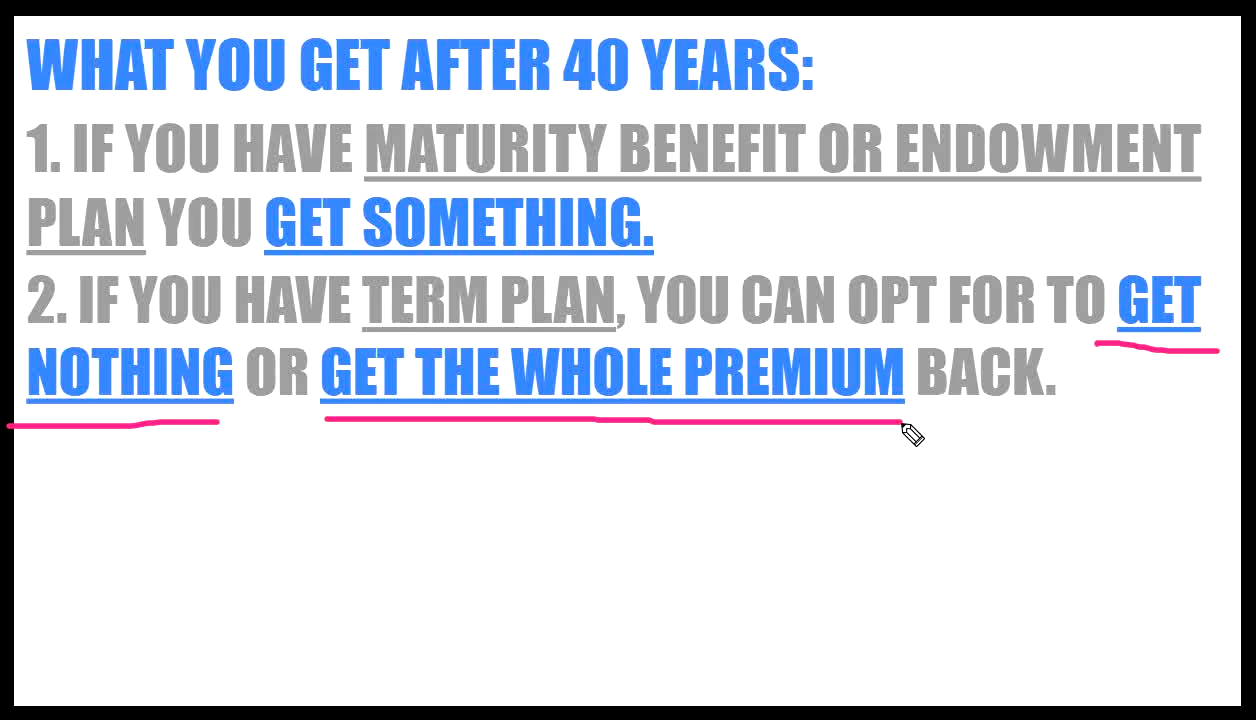 WHAT YOU GET AFTER 40 YEARS:
1. IF YOU HAVE MATURITY BENEFIT OR ENDOWMENT
PLAN YOU GET SOMETHING.
2. IF YOU HAVE TERM PLAN, YOU CAN OPT FOR TO GET
NOTHING OR GET THE WHOLE PREMIUM BACK.